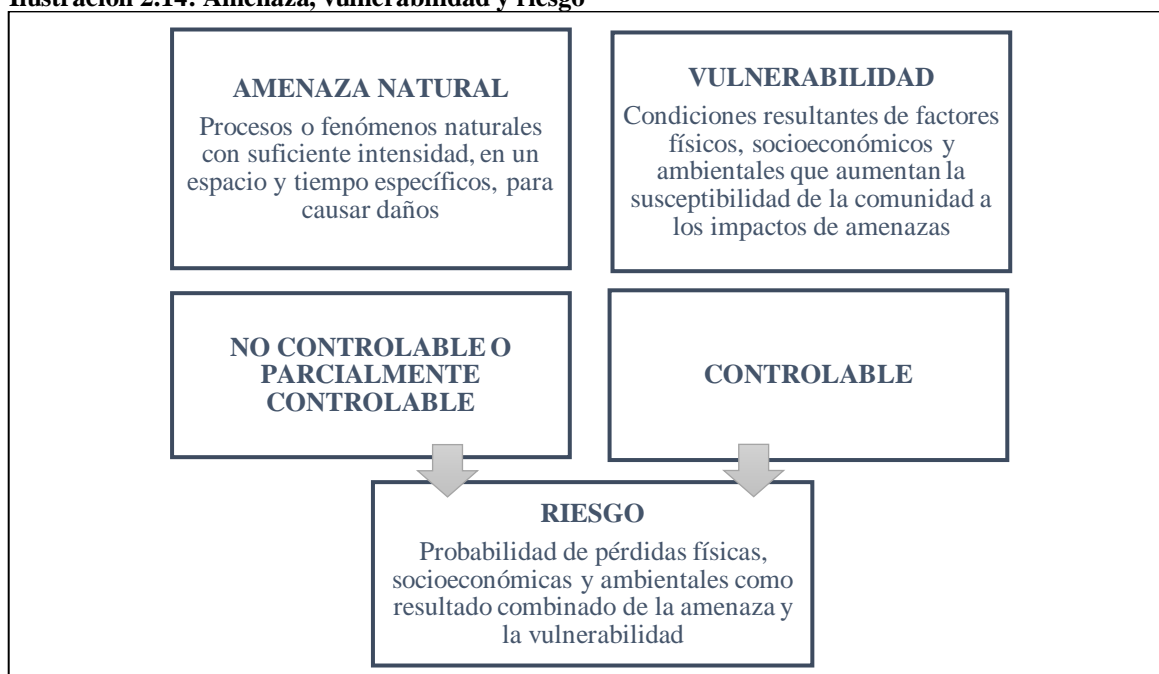 Ilustración 2.14: Amenaza, vulnerabilidad y riesgo
AMENAZA NATURAL
Procesos o fenómenos naturales
con suficiente intensidad, en un
espacio y tiempo específicos, para
causar daños
VULNERABILIDAD
Condiciones resultantes de factores
físicos, socioeconómicos y
ambientales que aumentan la
susceptibilidad de la comunidad a
los impactos de amenazas
NO CONTROLABLE O
PARCIALMENTE
CONTROLABLE
CONTROLABLE
RIESGO
Probabilidad de pérdidas físicas,
socioeconómicas y ambientales como
resultado combinado de la amenaza y
la vulnerabilidad